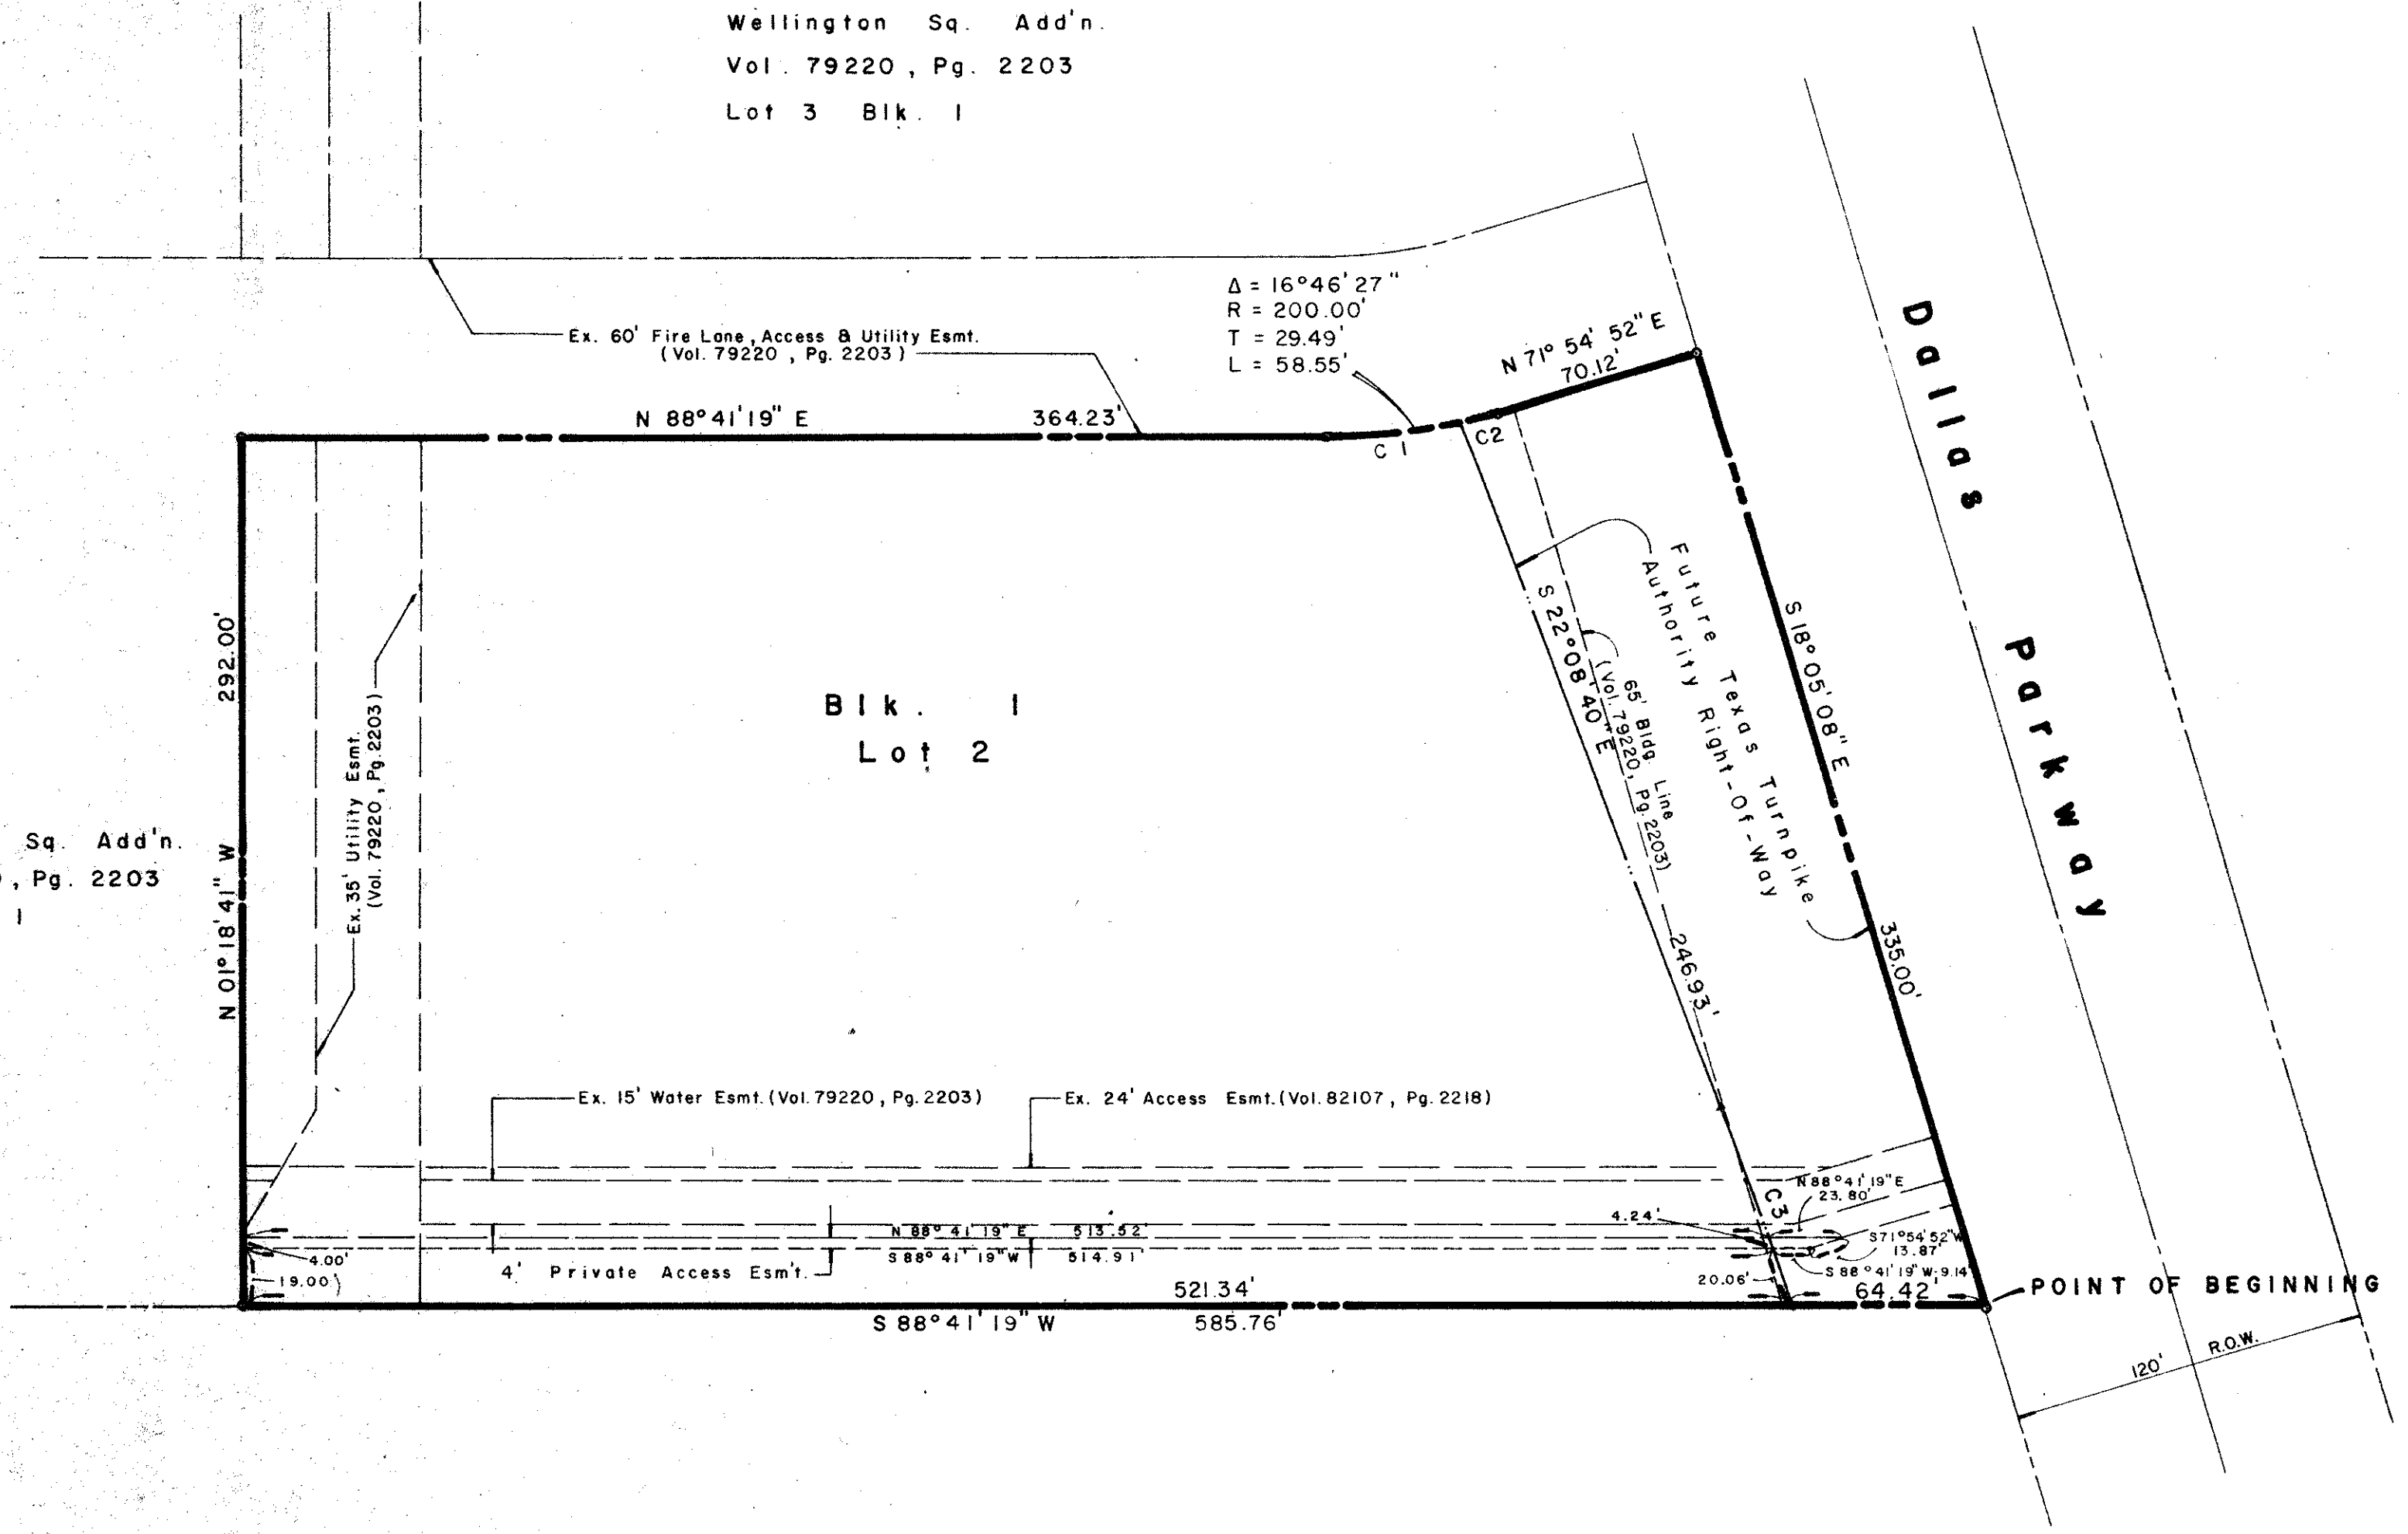 Wellington Sq. Add'n.
Vol. 79220, Pg. 2203
Lot 3 Blk. 1
Δ = 16°46'27"
R = 200.00'
T = 29.49'
L = 58.55'
Ex. 60' Fire Lane, Access & Utility Esmt.
(Vol. 79220, Pg. 2203)
N 71° 54' 52" E
70.12'
N 88°41'19" E 364.23'
C 1
C2
Dallas Parkway
292.00'
N 01° 18' 41" W
Ex. 35' Utility Esmt.
(Vol. 79220, Pg. 2203)
Blk. 1
Lot 2
S 22°08'40" E
246.93'
65' Bldg. Line
(Vol. 79220, Pg. 2203)
Future Texas Turnpike
Authority Right-Of-Way
S 18° 05' 08" E
335.00'
Sq. Add'n.
, Pg. 2203
1
Ex. 15' Water Esmt. (Vol. 79220, Pg. 2203)
Ex. 24' Access Esmt. (Vol. 82107, Pg. 2218)
C3
N 88°41'19" E
23.80'
4.24'
N 88° 41' 19" E 513.52'
S 88° 41' 19" W 514.91'
S 71°54'52" W
13.87'
S 88°41'19" W, 9.14'
4.00'
19.00'
4' Private Access Esm't.
20.06'
521.34'
64.42'
POINT OF BEGINNING
S 88°41'19" W 585.76'
120' R.O.W.